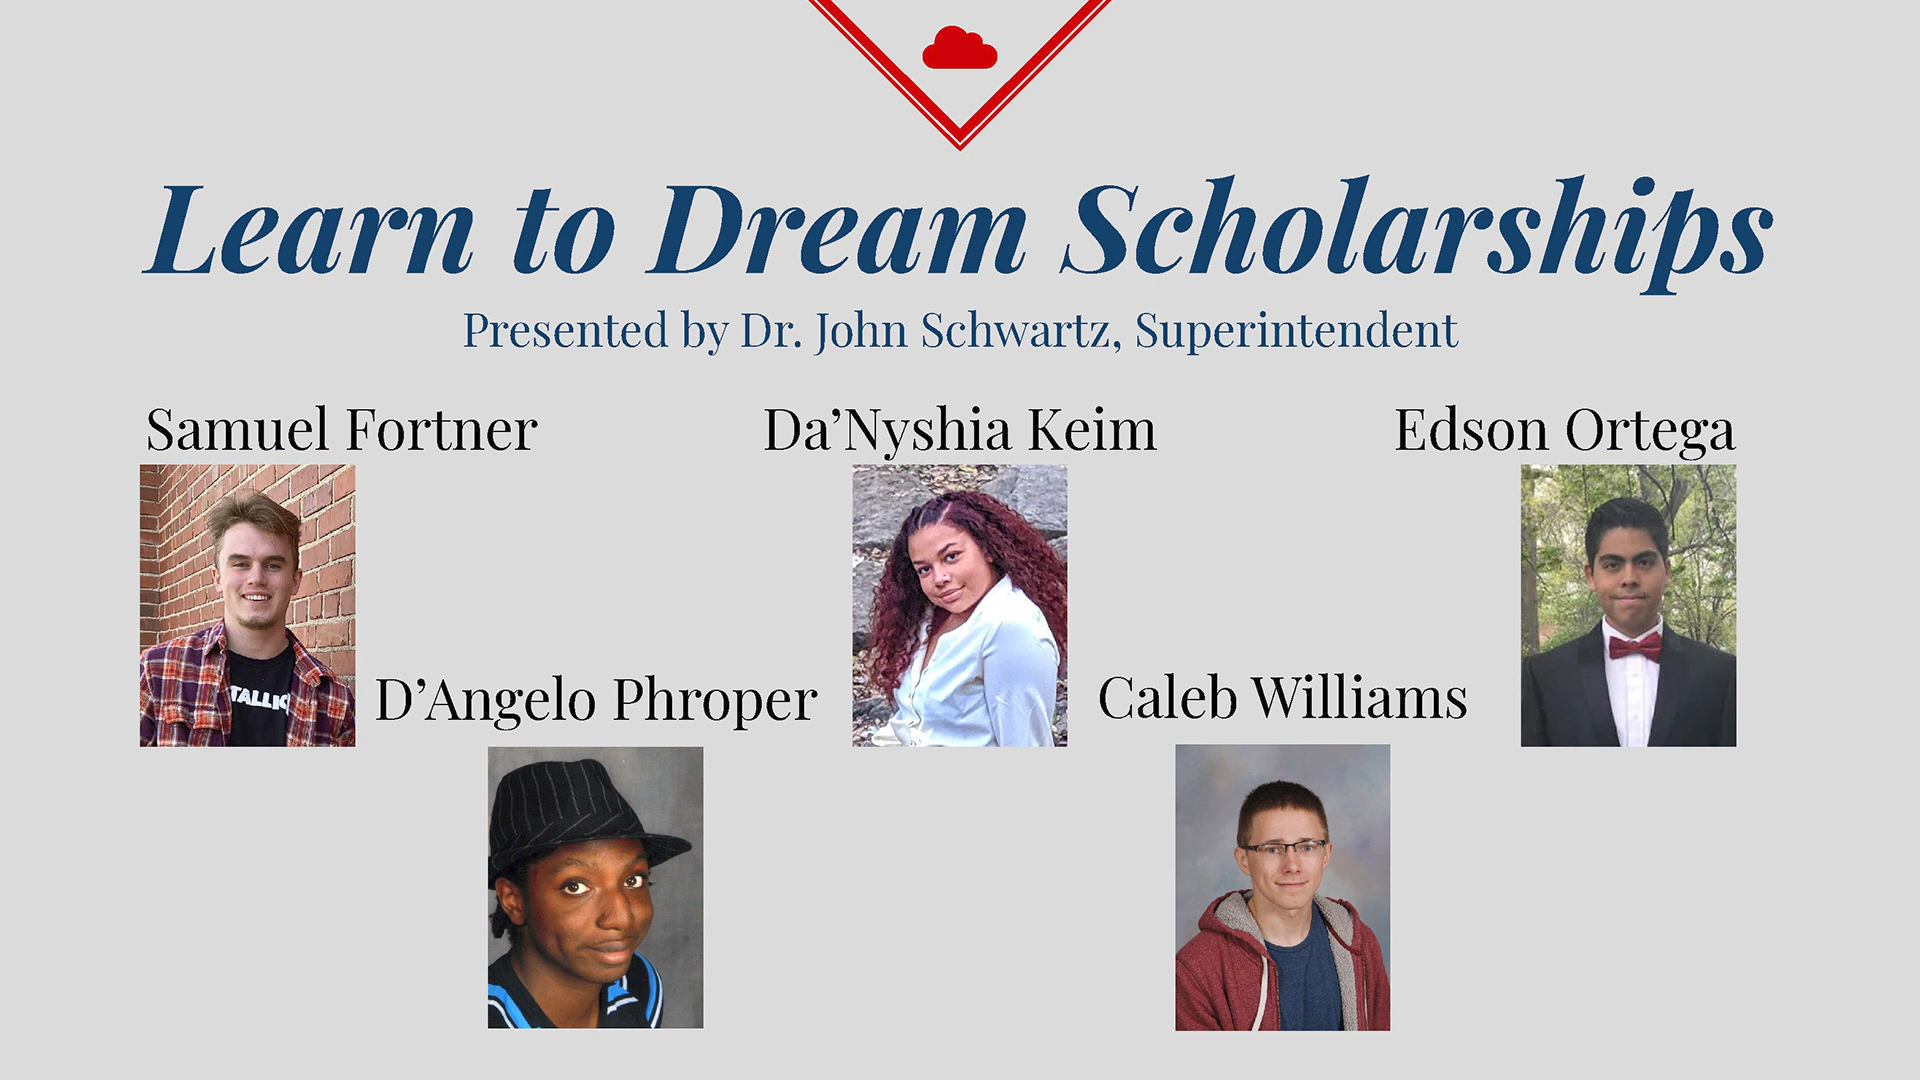 Learn to Dream Scholarships
Presented by Dr. John Schwartz, Superintendent
Samuel Fortner
Da’Nyshia Keim
Edson Ortega
TALLIC
D’Angelo Phroper
Caleb Williams